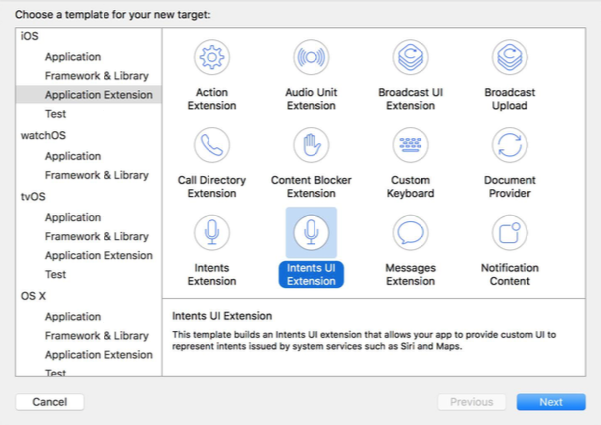 Choose a template for your new target:
iOS
Application
Framework & Library
Application Extension
Test
watchOS
Application
Framework & Library
tvOS
Application
Framework & Library
Application Extension
Test
OS X
Application
Framework & Library
Application Extension
Test
Action
Extension
Audio Unit
Extension
Broadcast UI
Extension
Broadcast
Upload
Call Directory
Extension
Content Blocker
Extension
Custom
Keyboard
Document
Provider
Intents
Extension
Intents UI
Extension
Messages
Extension
Notification
Content
Intents UI Extension
This template builds an Intents UI extension that allows your app to provide custom UI to
represent intents issued by system services such as Siri and Maps.
Cancel
Previous
Next